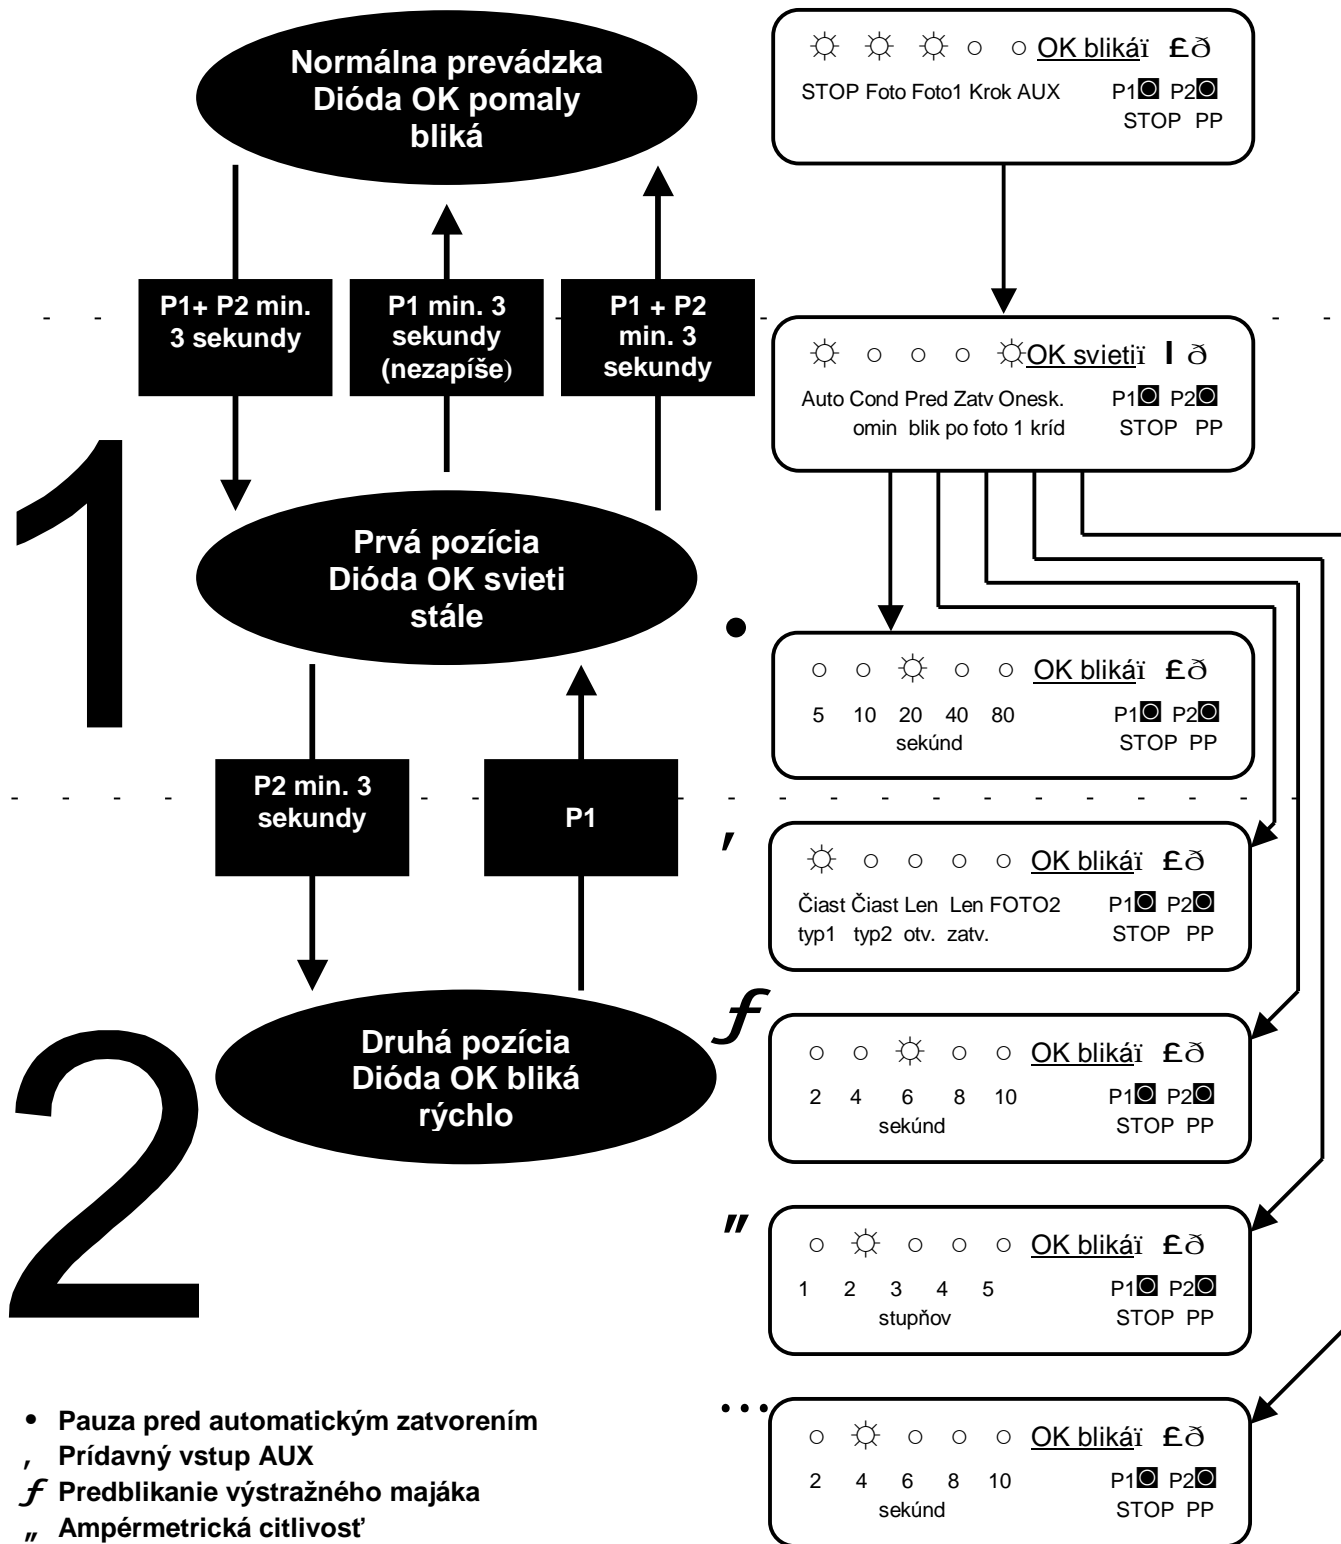 Normálna prevádzka
Dióda OK pomaly
bliká
P1+ P2 min.
3 sekundy
P1 min. 3
sekundy
(nezapíše)
P1 + P2
min. 3
sekundy
1
Prvá pozícia
Dióda OK svieti
stále
P2 min. 3
sekundy
P1
2
Druhá pozícia
Dióda OK bliká
rýchlo
☼ ☼ ☼ ○ ○ OK blikáï £ð
STOP Foto Foto1 Krok AUX P1◙ P2◙
STOP PP
☼ ○ ○ ○ ☼OK svietiï l ð
Auto Cond Pred Zatv Onesk. P1◙ P2◙
omin blik po foto 1 kríd STOP PP
•
○ ○ ☼ ○ ○ OK blikáï £ð
5 10 20 40 80 P1◙ P2◙
sekúnd STOP PP
‚
☼ ○ ○ ○ ○ OK blikáï £ð
Čiast Čiast Len Len FOTO2 P1◙ P2◙
typ1 typ2 otv. zatv. STOP PP
ƒ
○ ○ ☼ ○ ○ OK blikáï £ð
2 4 6 8 10 P1◙ P2◙
sekúnd STOP PP
„
○ ☼ ○ ○ ○ OK blikáï £ð
1 2 3 4 5 P1◙ P2◙
stupňov STOP PP
…
○ ☼ ○ ○ ○ OK blikáï £ð
2 4 6 8 10 P1◙ P2◙
sekúnd STOP PP
• Pauza pred automatickým zatvorením
‚ Prídavný vstup AUX
ƒ Predblikanie výstražného majáka
„ Ampérmetrická citlivosť